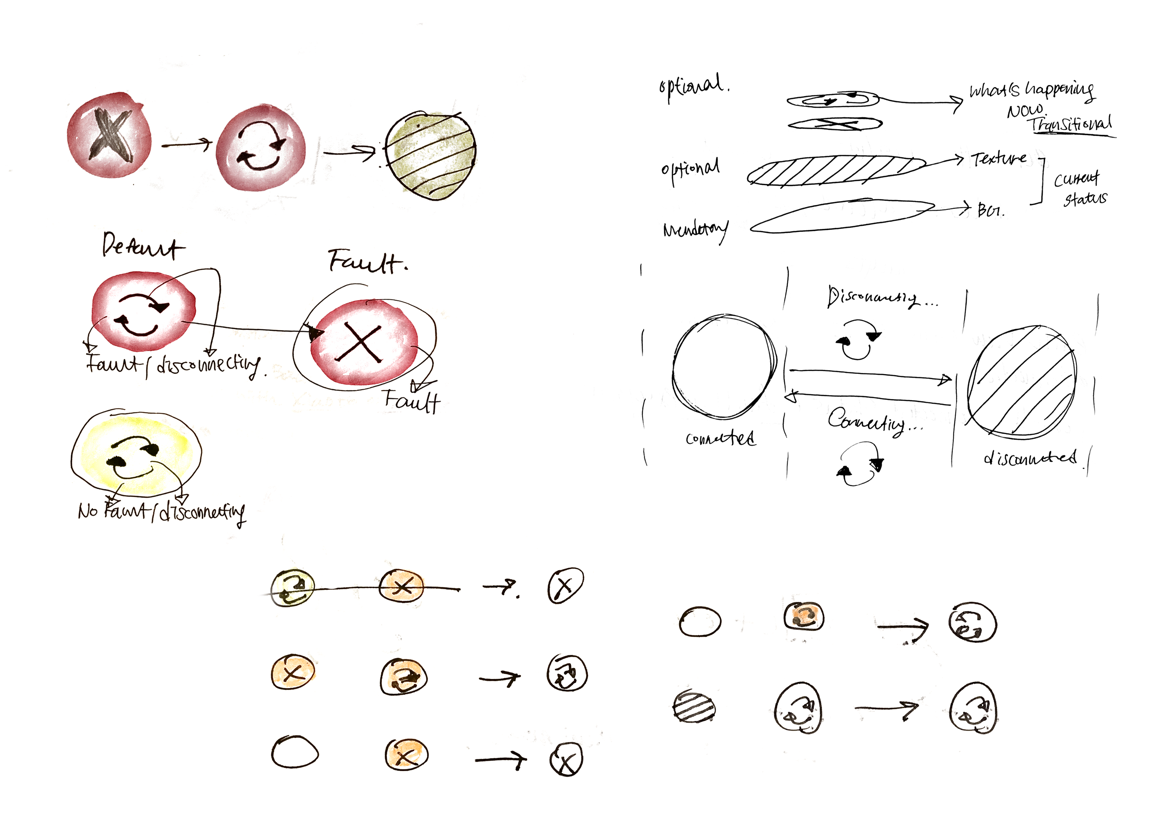 optional.
What's happening
NOW.
Transitional
optional
Texture
Current
status
Mandatory
BG.
Default
Fault.
Fault/disconnecting.
Fault
No Fault/disconnecting
Disconnecting...
Connecting...
connected
disconnected.